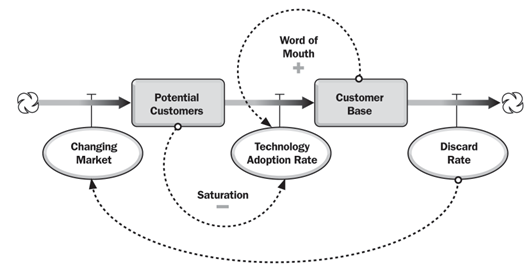 Word of
Mouth
+
Potential
Customers
Customer
Base
Changing
Market
Technology
Adoption Rate
Discard
Rate
Saturation
−